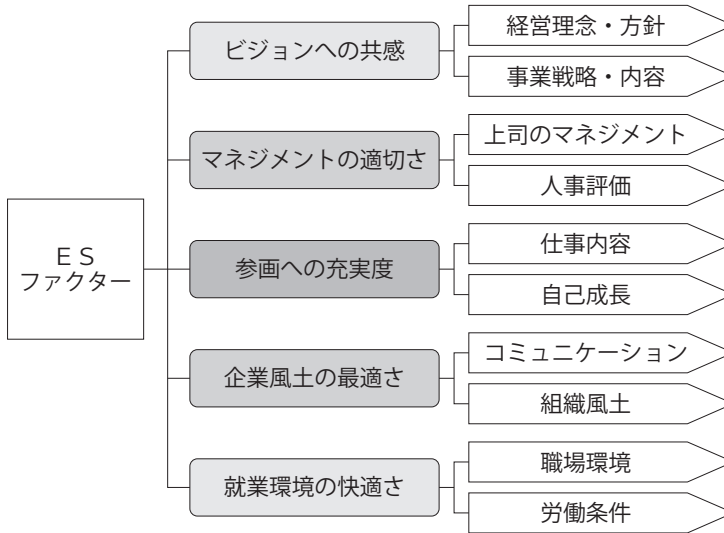 ＥＳ
ファクター
ビジョンへの共感
経営理念・方針
事業戦略・内容
マネジメントの適切さ
上司のマネジメント
人事評価
参画への充実度
仕事内容
自己成長
企業風土の最適さ
コミュニケーション
組織風土
就業環境の快適さ
職場環境
労働条件